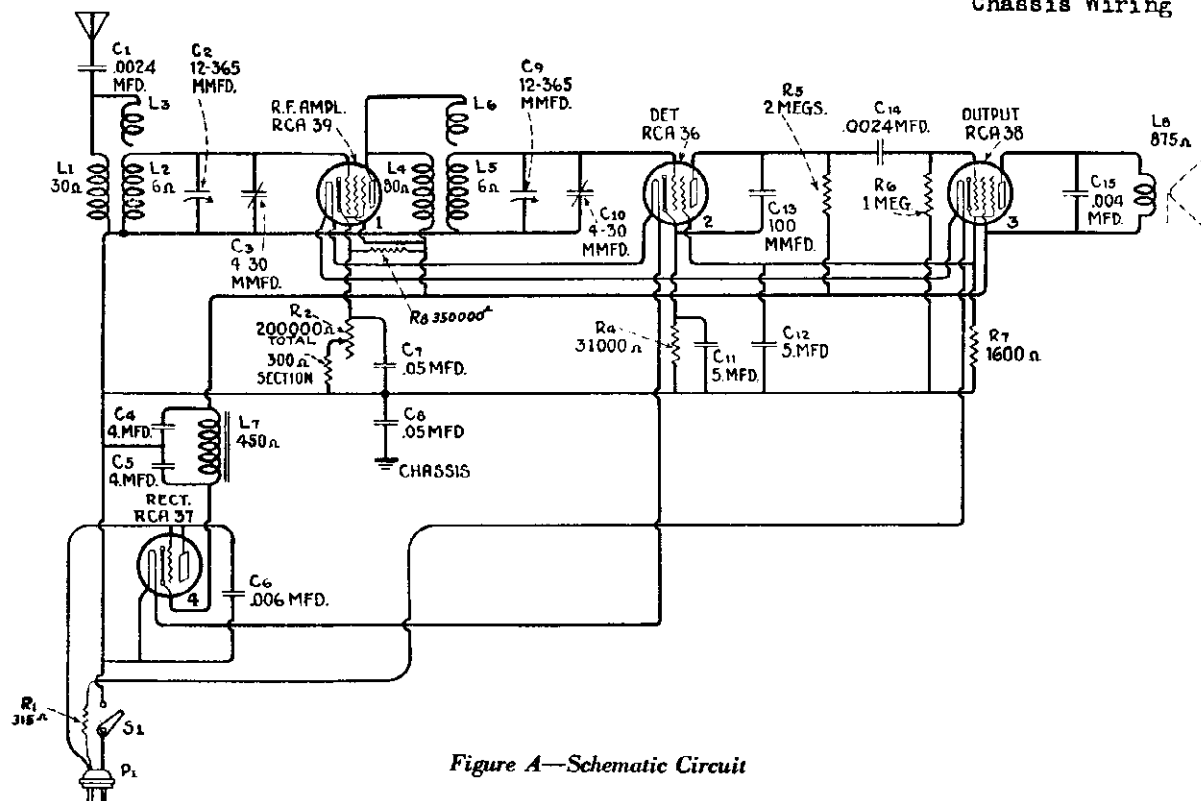 Chassis Wiring
C1
.0024
MFD.
C2
12-365
MMFD.
L3
R.F. AMPL.
RCA 39
L6
C9
12-365
MMFD.
DET
RCA 36
R5
2 MEGS.
C14
.0024 MFD.
OUTPUT
RCA 38
L8
875Ω
L1
30Ω
L2
6Ω
L4
80Ω
L5
6Ω
1
C10
4-30
MMFD.
2
C13
100
MMFD.
R6
1 MEG.
3
C15
.004
MFD.
C3
4 30
MMFD.
R8 350000Ω
R2
200000Ω
TOTAL
300Ω
SECTION
C7
.05 MFD.
R4
31000Ω
C11
5. MFD.
C12
5. MFD
R7
1600Ω
C4
4. MFD.
C5
4. MFD.
L7
450Ω
C8
.05 MFD
CHASSIS
RECT.
RCA 37
4
C6
.006 MFD.
R1
315Ω
S1
P1
Figure A—Schematic Circuit